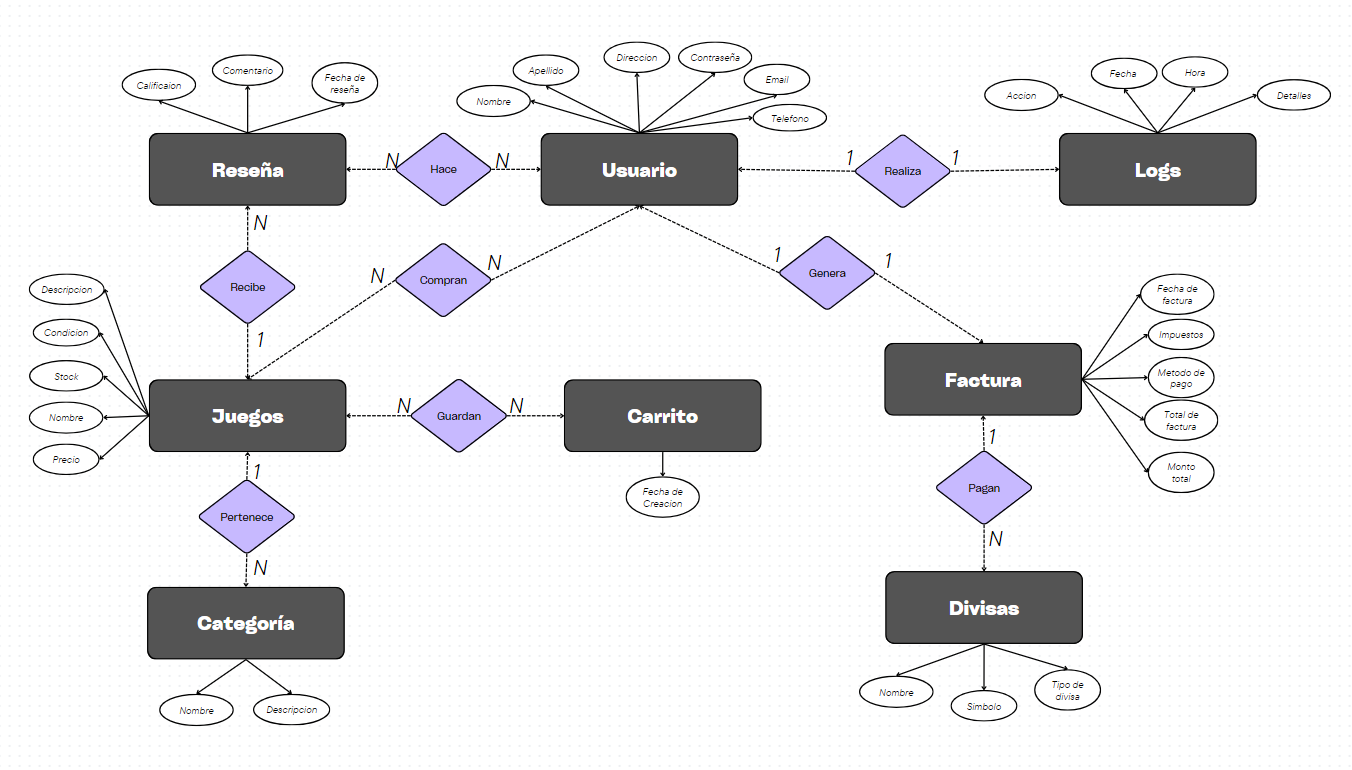 Calificaion
Comentario
Fecha de
reseña
Nombre
Apellido
Direccion
Contraseña
Email
Telefono
Accion
Fecha
Hora
Detalles
Reseña
N
Hace
N
Usuario
1
Realiza
1
Logs
N
Recibe
1
N
Compran
N
1
Genera
1
Descripcion
Condicion
Stock
Nombre
Precio
Juegos
N
Guardan
N
Carrito
Fecha de
Creacion
Factura
Fecha de
factura
Impuestos
Metodo de
pago
Total de
factura
Monto
total
1
Pertenece
N
1
Pagan
N
Categoría
Nombre
Descripcion
Divisas
Nombre
Simbolo
Tipo de
divisa